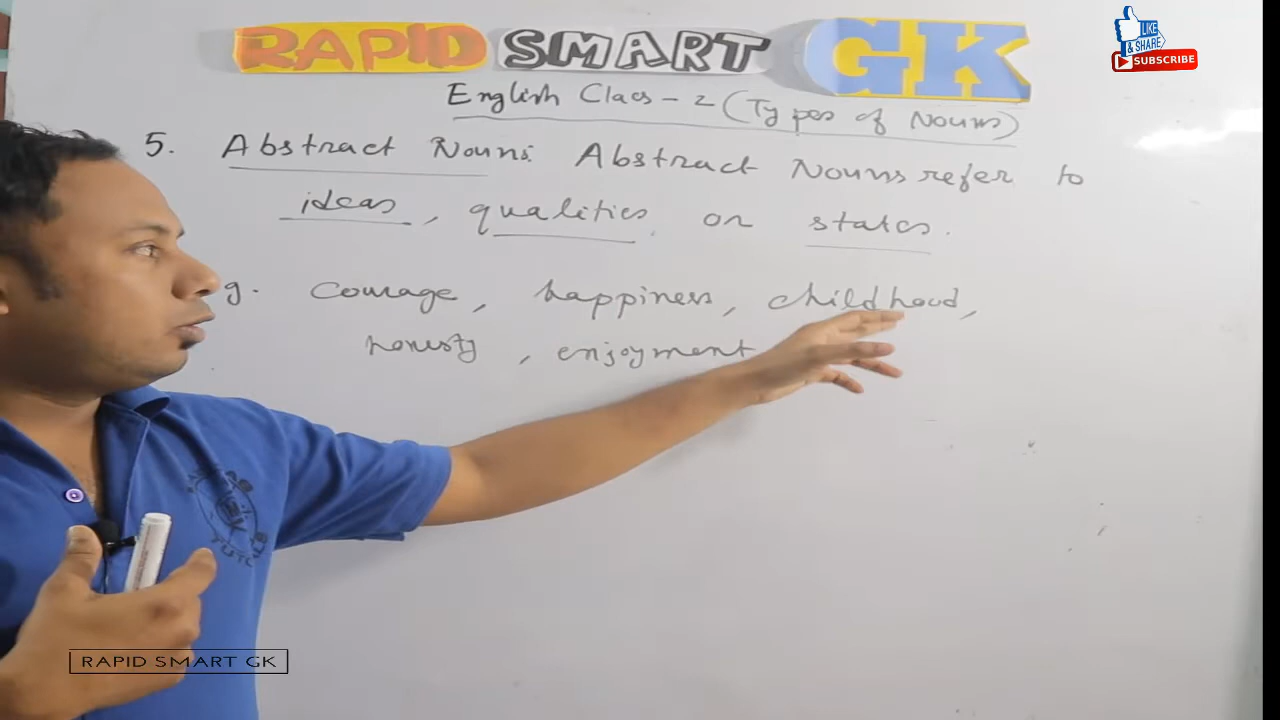 RAPID SMART GK
LIKE
& SHARE
SUBSCRIBE
English Class - 2 (Types of Nouns)
5. Abstract Nouns: Abstract Nouns refer to
ideas, qualities, or states.
g. Courage, happiness, childhood,
honesty, enjoyment
RAPID SMART GK